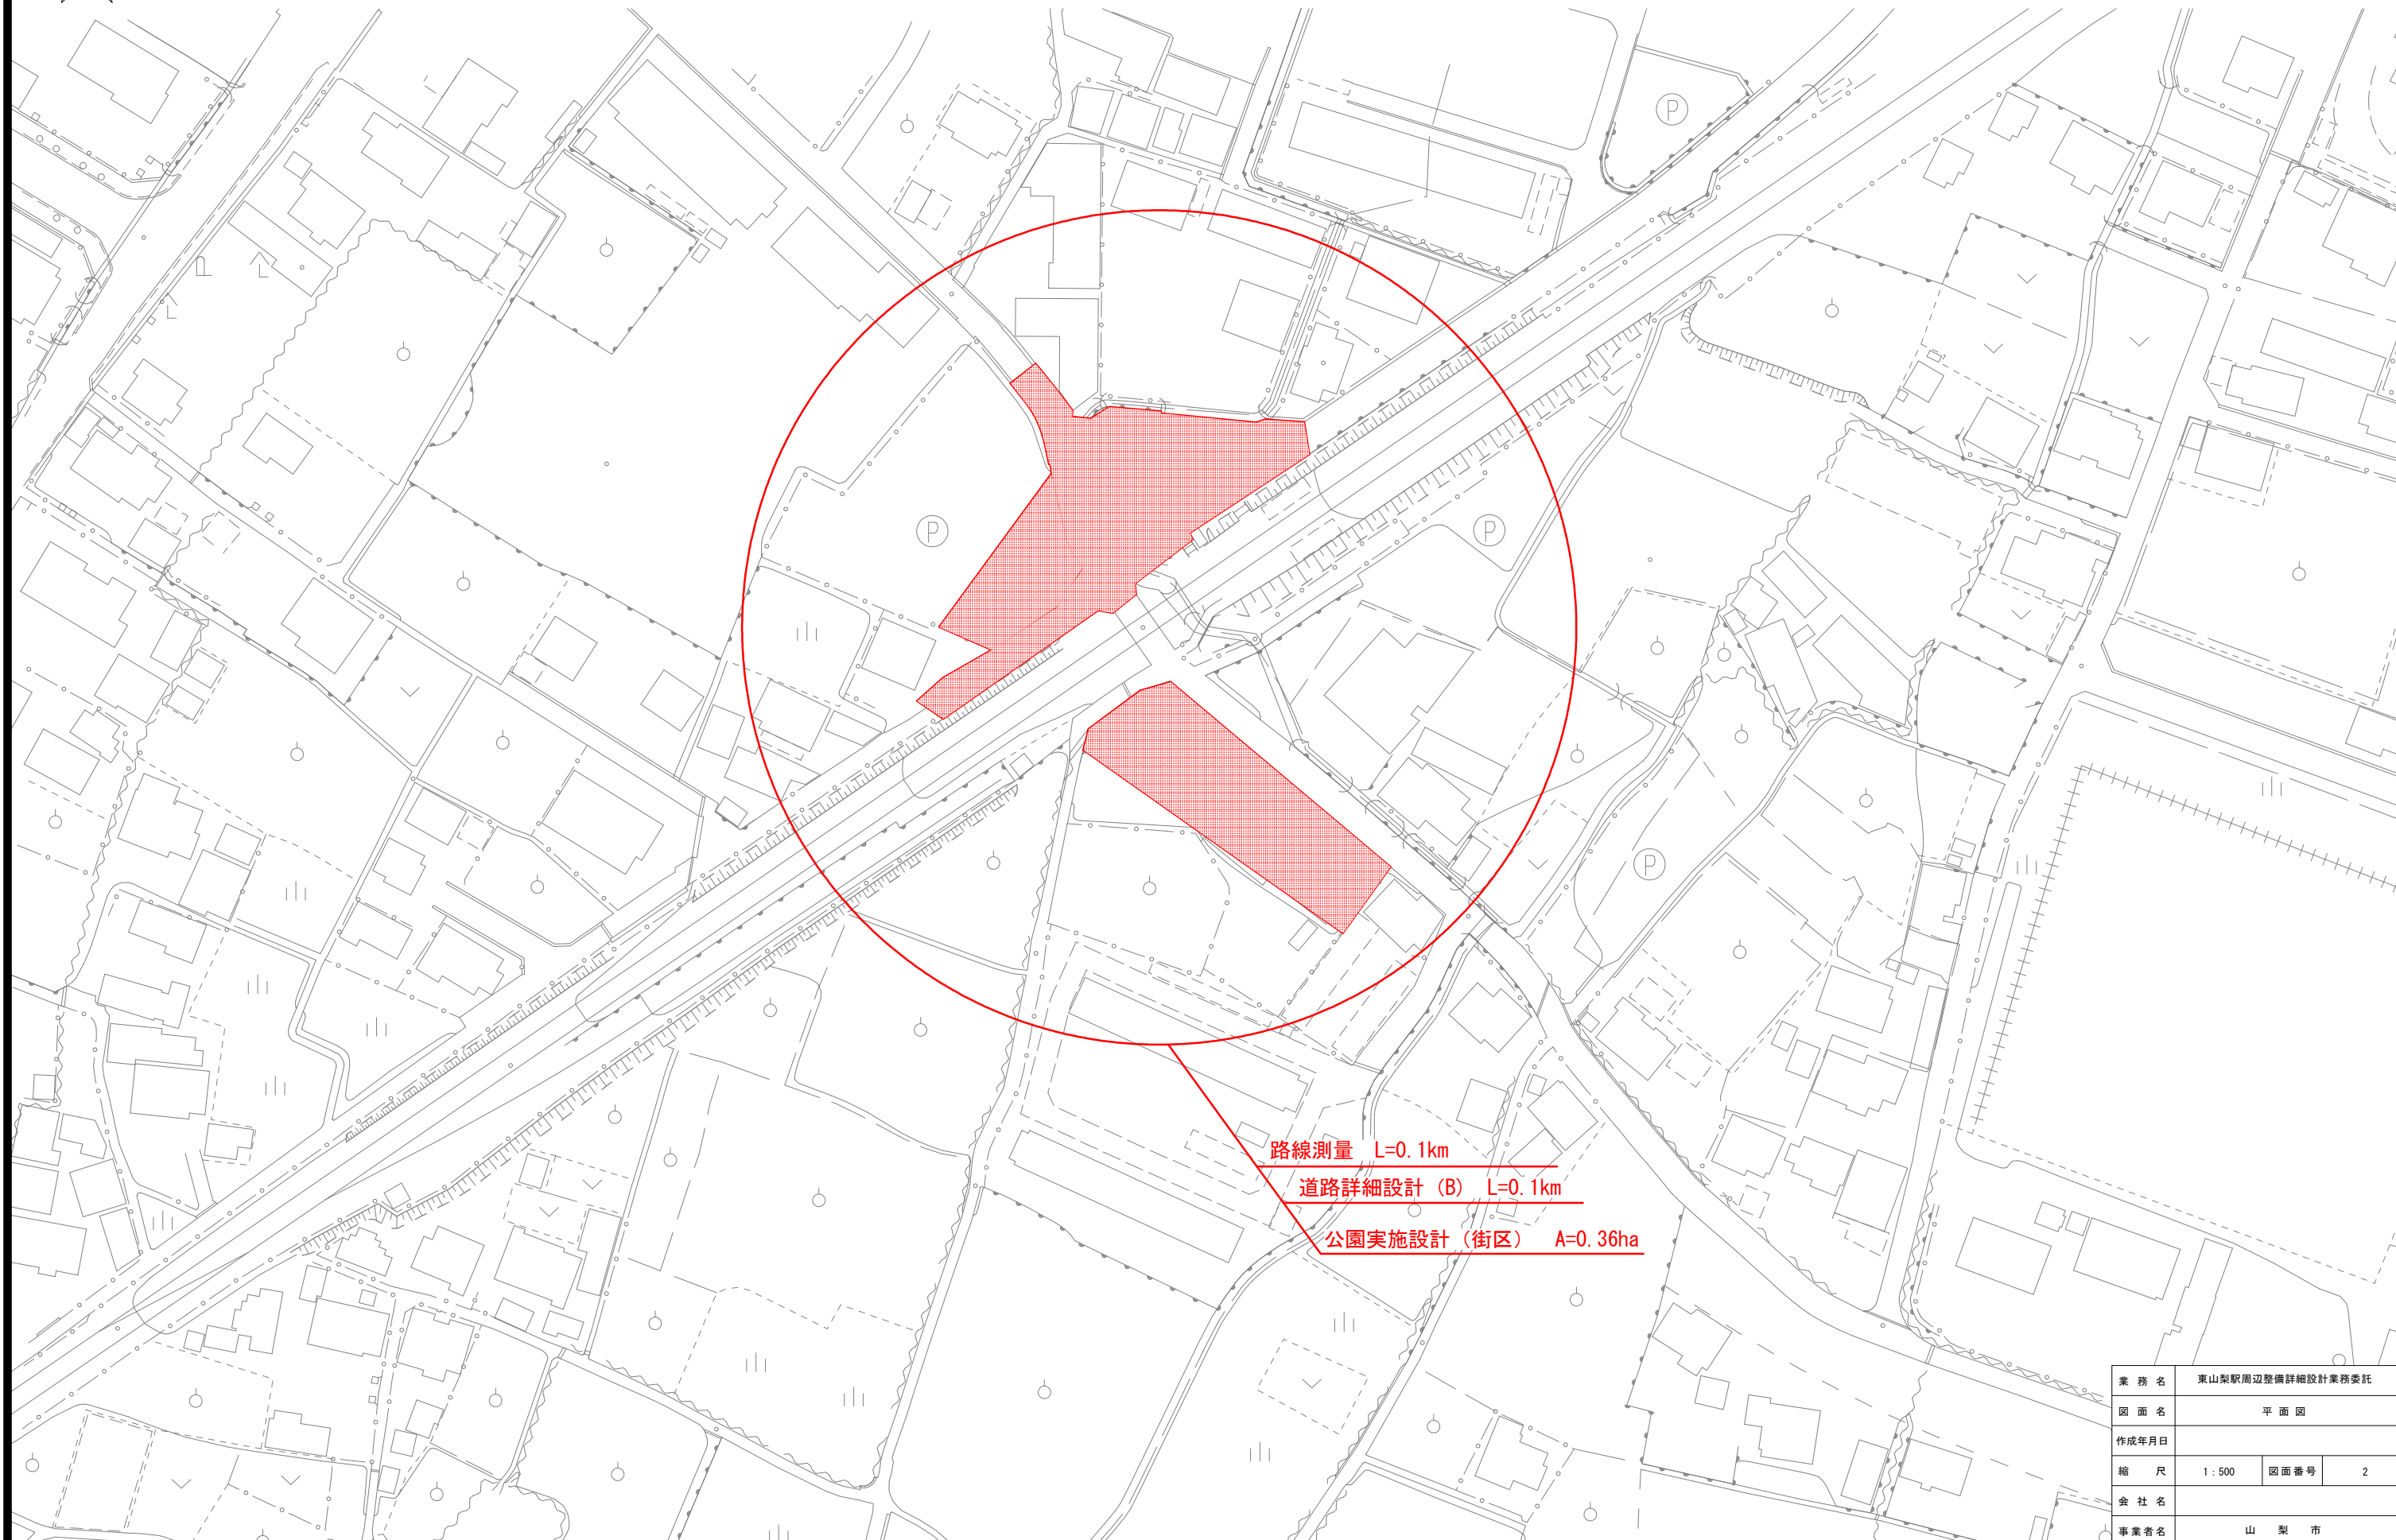 Ⓟ
Ⓟ
Ⓟ
Ⓟ
路線測量 L=0.1km
道路詳細設計（B） L=0.1km
公園実施設計（街区） A=0.36ha
業務名 東山梨駅周辺整備詳細設計業務委託
図面名 平面図
作成年月日
縮尺 1:500 図面番号 2
会社名
事業者名 山梨市